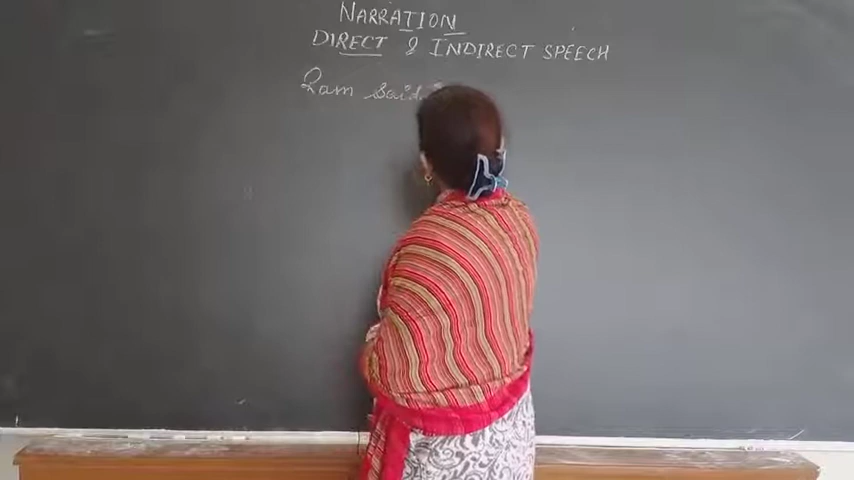 NARRATION
DIRECT & INDIRECT SPEECH
Ram said